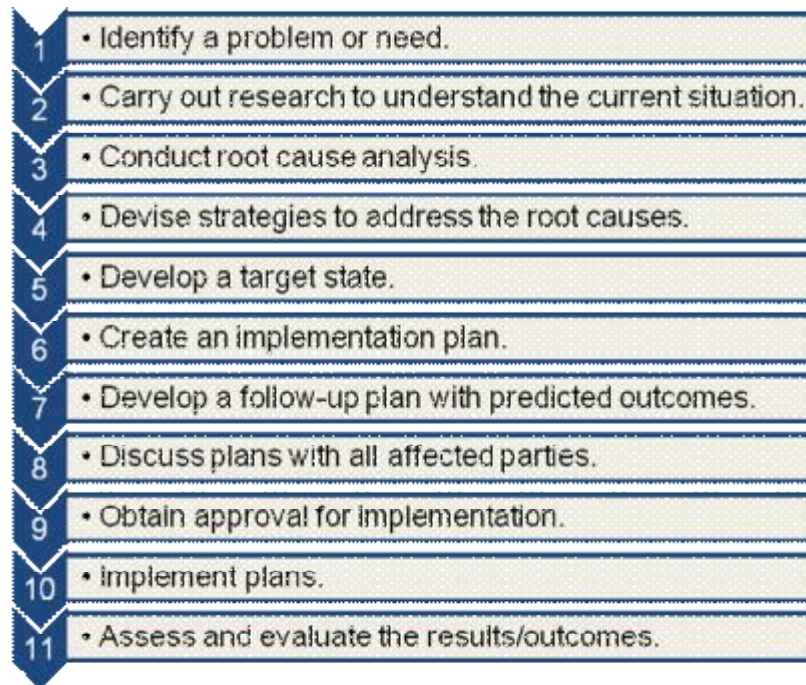 1 • Identify a problem or need.
2 • Carry out research to understand the current situation.
3 • Conduct root cause analysis.
4 • Devise strategies to address the root causes.
5 • Develop a target state.
6 • Create an implementation plan.
7 • Develop a follow-up plan with predicted outcomes.
8 • Discuss plans with all affected parties.
9 • Obtain approval for implementation.
10 • Implement plans.
11 • Assess and evaluate the results/outcomes.